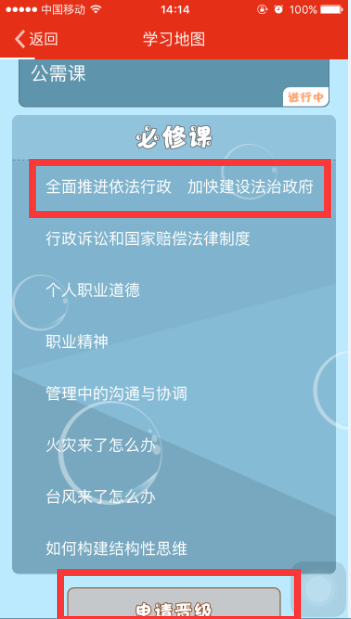 中国移动 14:14 100%
返回 学习地图
公需课
进行中
必修课
全面推进依法行政 加快建设法治政府
行政诉讼和国家赔偿法律制度
个人职业道德
职业精神
管理中的沟通与协调
火灾来了怎么办
台风来了怎么办
如何构建结构性思维
申请晋级